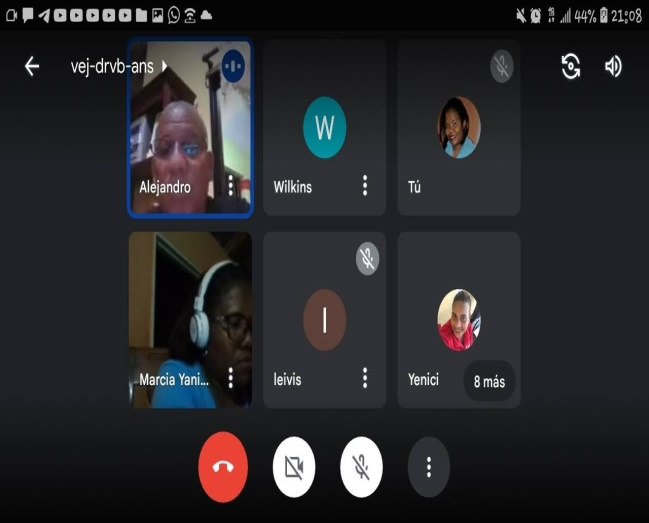 44% 21:08
vej-drvb-ans
W
Alejandro
Wilkins
Tú
I
Marcia Yani...
leivis
Yenici
8 más